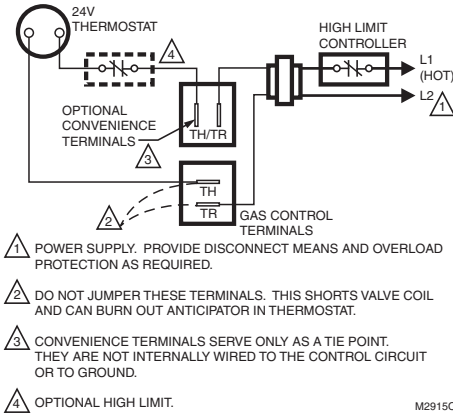 24V
THERMOSTAT
4
HIGH LIMIT
CONTROLLER
L1
(HOT)
L2
1
OPTIONAL
CONVENIENCE
TERMINALS
3
TH/TR
TH
TR
2
GAS CONTROL
TERMINALS
1 POWER SUPPLY. PROVIDE DISCONNECT MEANS AND OVERLOAD
PROTECTION AS REQUIRED.
2 DO NOT JUMPER THESE TERMINALS. THIS SHORTS VALVE COIL
AND CAN BURN OUT ANTICIPATOR IN THERMOSTAT.
3 CONVENIENCE TERMINALS SERVE ONLY AS A TIE POINT.
THEY ARE NOT INTERNALLY WIRED TO THE CONTROL CIRCUIT
OR TO GROUND.
4 OPTIONAL HIGH LIMIT.
M2915C